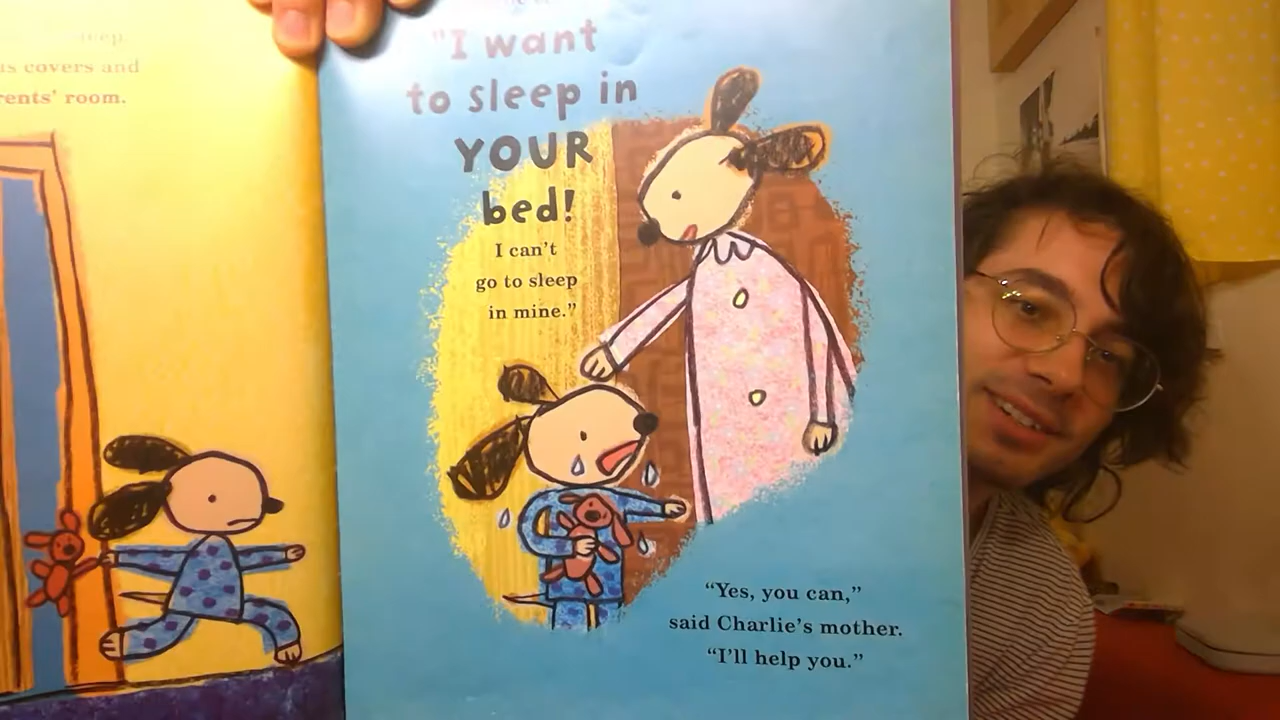 covers and
room.
"I want
to sleep in
YOUR
bed!
I can't
go to sleep
in mine."
"Yes, you can,"
said Charlie's mother.
"I'll help you."